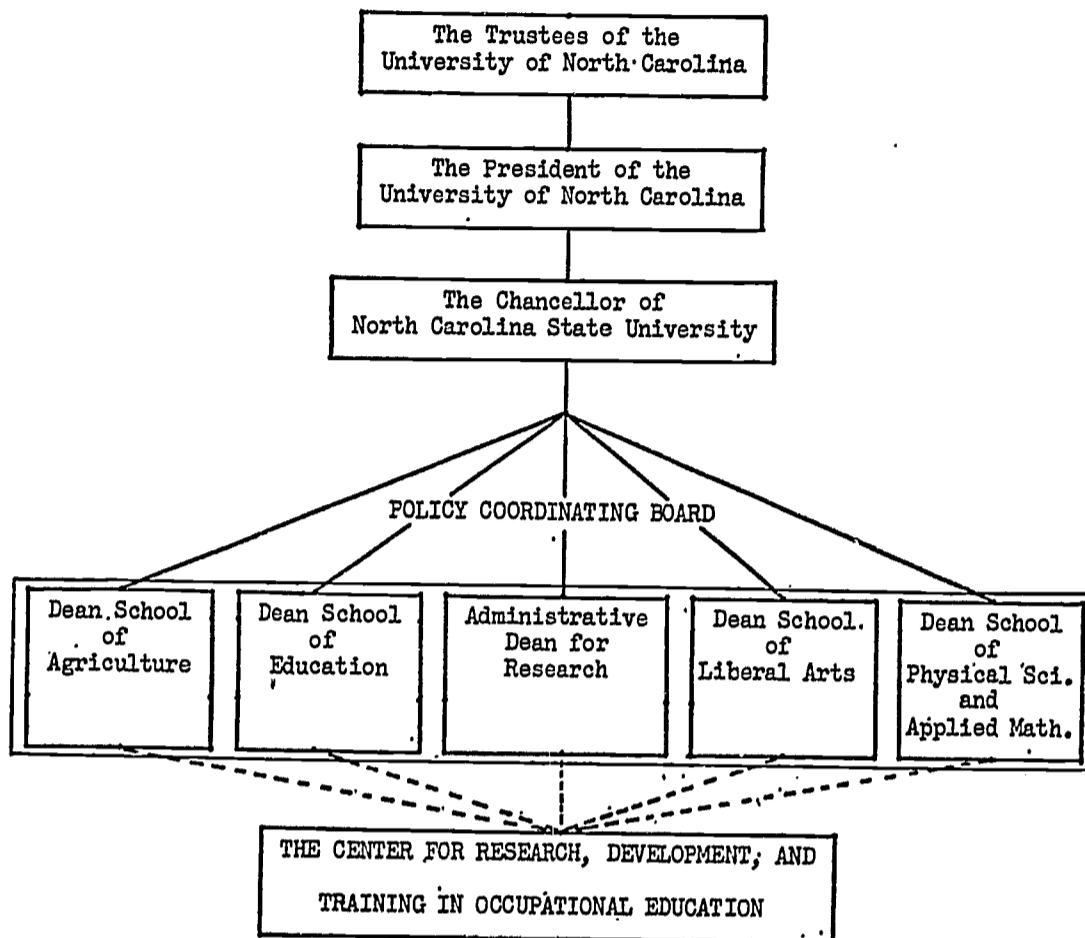 The Trustees of the
University of North Carolina
The President of the
University of North Carolina
The Chancellor of
North Carolina State University
POLICY COORDINATING BOARD
Dean School
of
Agriculture
Dean School
of
Education
Administrative
Dean for
Research
Dean School.
of
Liberal Arts
Dean School
of
Physical Sci.
and
Applied Math.
THE CENTER FOR RESEARCH, DEVELOPMENT, AND
TRAINING IN OCCUPATIONAL EDUCATION